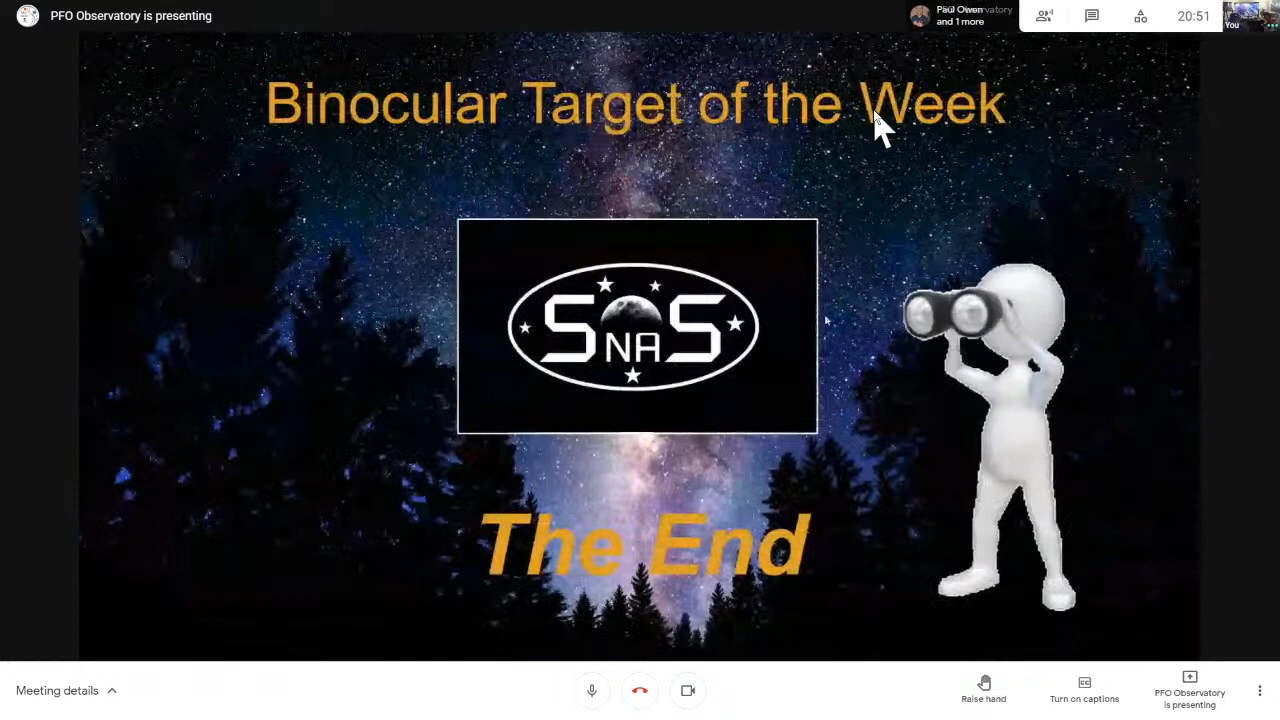 PFO Observatory is presenting
Paul Owen
and 1 more
4
20:51
You
Binocular Target of the Week
SNAS
The End
Meeting details
Raise hand
Turn on captions
PFO Observatory
is presenting